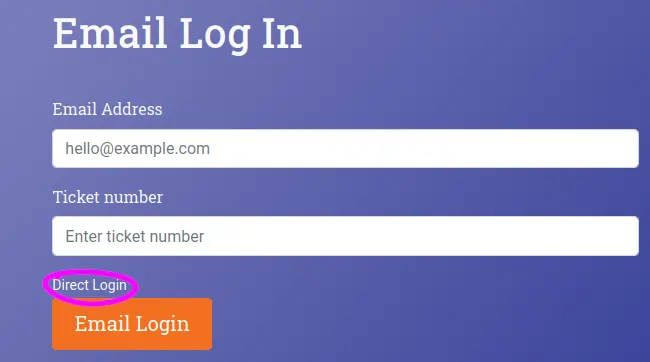 Email Log In
Email Address
hello@example.com
Ticket number
Enter ticket number
Direct Login
Email Login